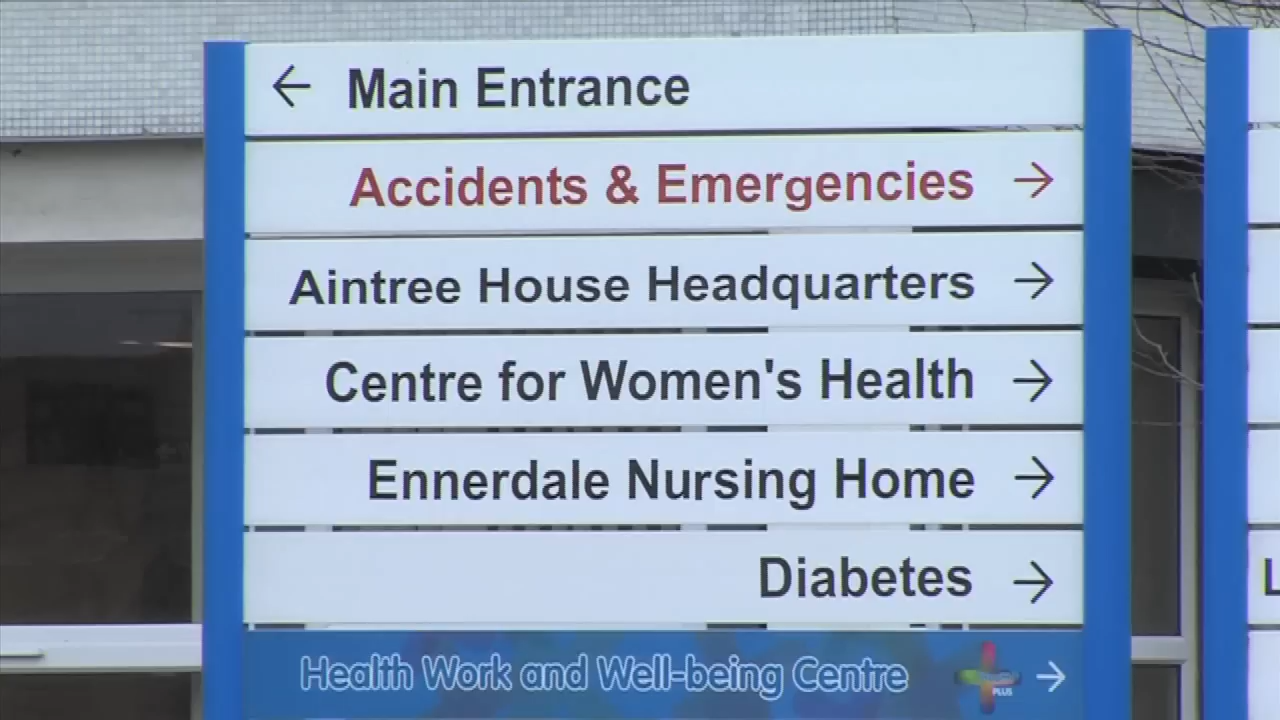 ← Main Entrance
Accidents & Emergencies →
Aintree House Headquarters →
Centre for Women's Health →
Ennerdale Nursing Home →
Diabetes →
Health Work and Well-being Centre PLUS →
L